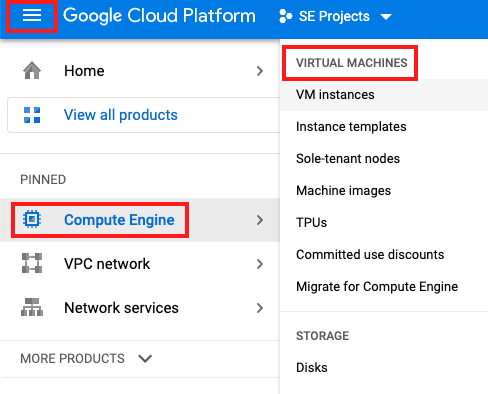 Google Cloud Platform
SE Projects
Home
View all products
PINNED
Compute Engine
VPC network
Network services
MORE PRODUCTS
VIRTUAL MACHINES
VM instances
Instance templates
Sole-tenant nodes
Machine images
TPUs
Committed use discounts
Migrate for Compute Engine
STORAGE
Disks